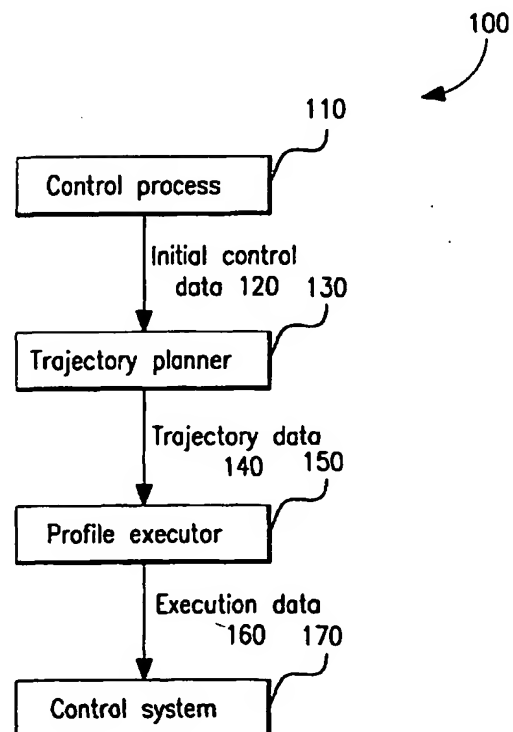 100
110
Control process
Initial control
data 120
130
Trajectory planner
Trajectory data
140
150
Profile executor
Execution data
160
170
Control system